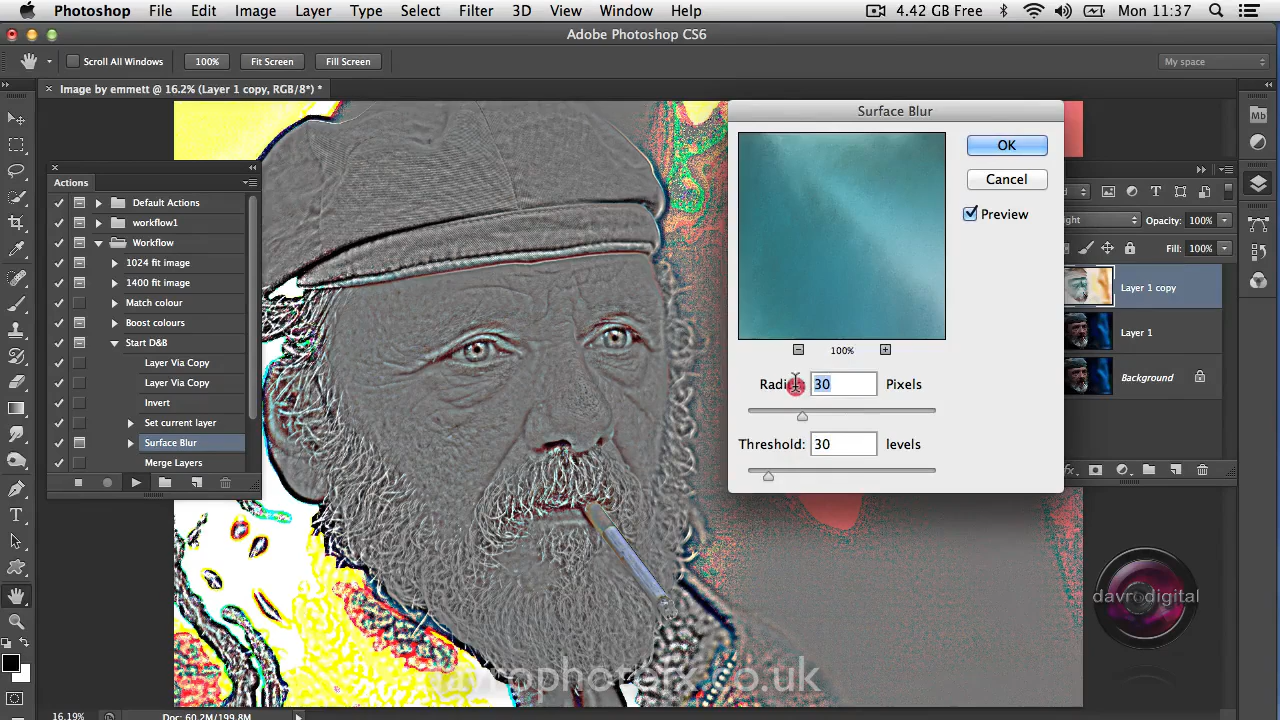 Photoshop File Edit Image Layer Type Select Filter 3D View Window Help 4.42 GB Free Mon 11:37
Adobe Photoshop CS6
Scroll All Windows 100% Fit Screen Fill Screen My space
Image by emmett @ 16.2% (Layer 1 copy, RGB/8*) *
Actions
Default Actions
workflow1
Workflow
1024 fit image
1400 fit image
Match colour
Boost colours
Start D&B
Layer Via Copy
Layer Via Copy
Invert
Set current layer
Surface Blur
Merge Layers
Surface Blur
OK
Cancel
Preview
100%
30 Pixels
Threshold: 30 levels
Mb
Opacity: 100%
Fill: 100%
Layer 1 copy
Layer 1
Background
davrodigital
16.19% Doc: 60.2M/199.8M